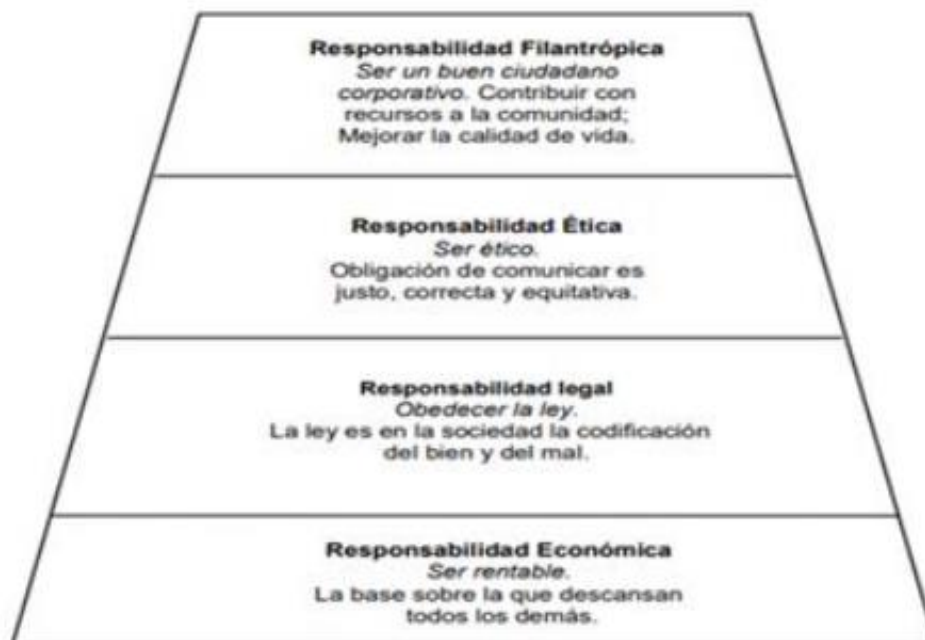 Responsabilidad Filantrópica
Ser un buen ciudadano
corporativo. Contribuir con
recursos a la comunidad;
Mejorar la calidad de vida.
Responsabilidad Ética
Ser ético.
Obligación de comunicar es
justo, correcta y equitativa.
Responsabilidad legal
Obedecer la ley.
La ley es en la sociedad la codificación
del bien y del mal.
Responsabilidad Económica
Ser rentable.
La base sobre la que descansan
todos los demás.